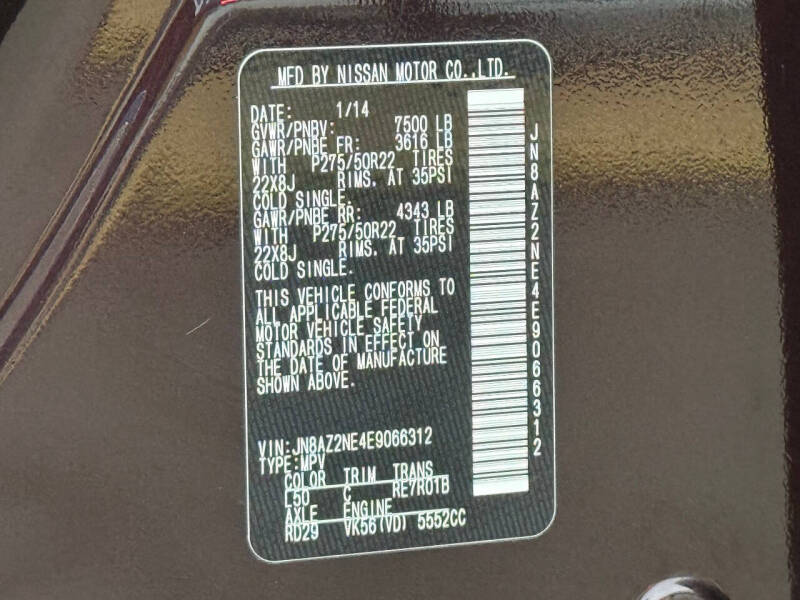 MFD BY NISSAN MOTOR CO.,LTD.
DATE: 1/14
GVWR/PNBV: 7500 LB
GAWR/PNBE FR: 3616 LB
WITH P275/50R22 TIRES
22X8J RIMS. AT 35PSI
COLD SINGLE.
GAWR/PNBE RR: 4343 LB
WITH P275/50R22 TIRES
22X8J RIMS. AT 35PSI
COLD SINGLE.
THIS VEHICLE CONFORMS TO
ALL APPLICABLE FEDERAL
MOTOR VEHICLE SAFETY
STANDARDS IN EFFECT ON
THE DATE OF MANUFACTURE
SHOWN ABOVE.
VIN:JN8AZ2NE4E9066312
TYPE:MPV
COLOR TRIM TRANS
L50 C RE7R01B
AXLE ENGINE
RD29 VK56(VD) 5552CC
JN8AZ2NE4E9066312